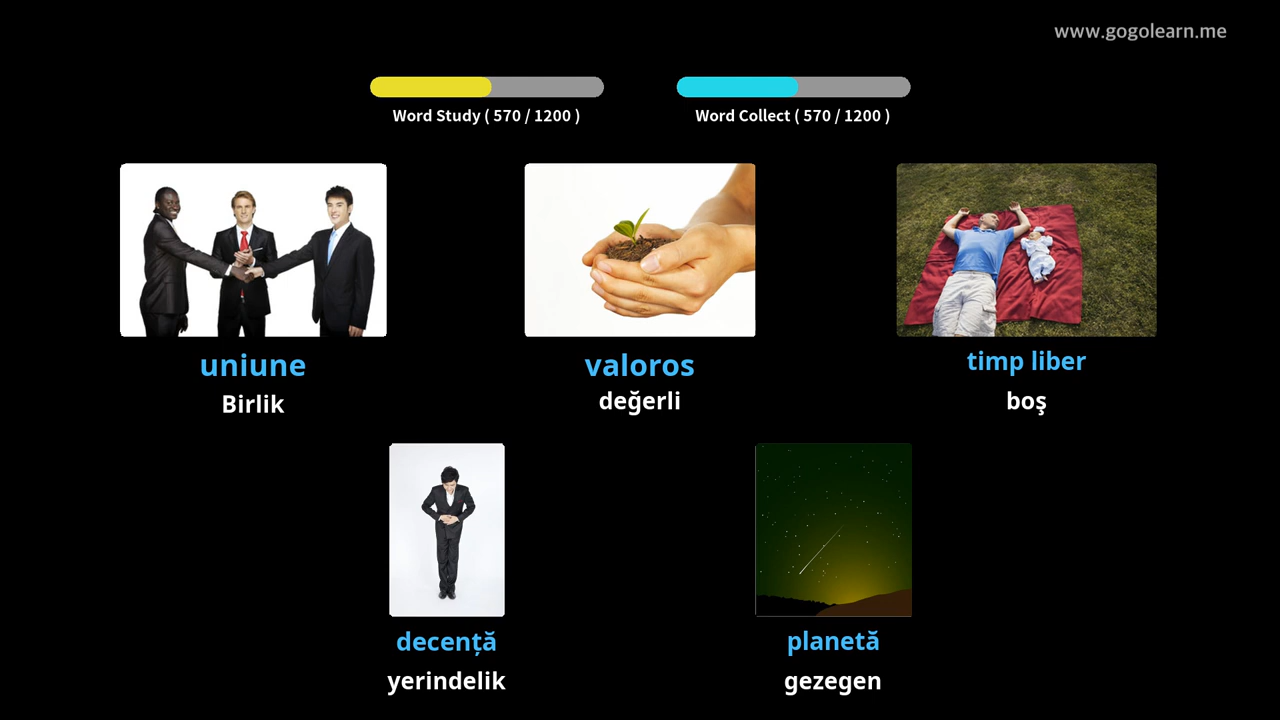 www.gogolearn.me
Word Study ( 570 / 1200 )
Word Collect ( 570 / 1200 )
uniune
Birlik
valoros
değerli
timp liber
boş
decență
yerindelik
planetă
gezegen